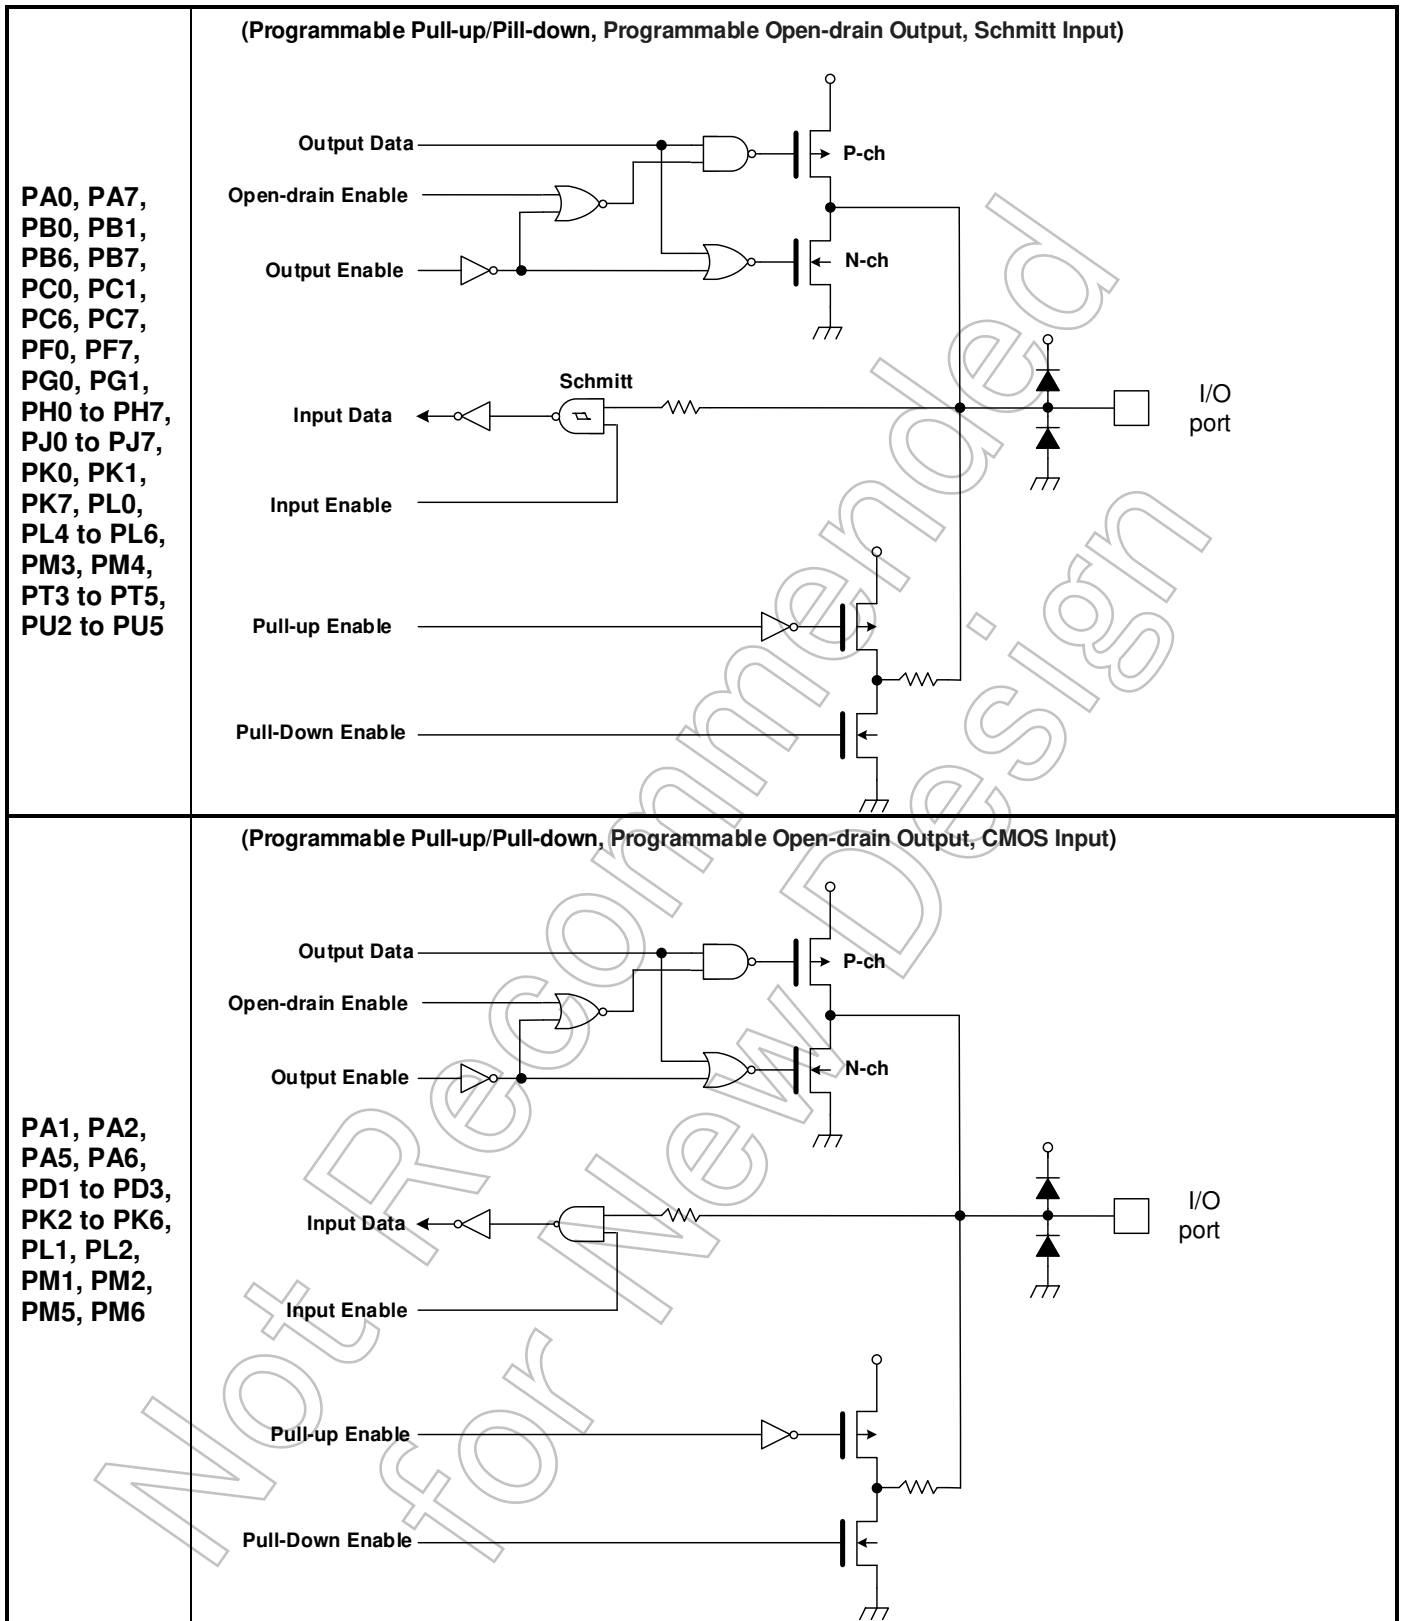 (Programmable Pull-up/Pill-down, Programmable Open-drain Output, Schmitt Input)
PA0, PA7,
PB0, PB1,
PB6, PB7,
PC0, PC1,
PC6, PC7,
PF0, PF7,
PG0, PG1,
PH0 to PH7,
PJ0 to PJ7,
PK0, PK1,
PK7, PL0,
PL4 to PL6,
PM3, PM4,
PT3 to PT5,
PU2 to PU5
Output Data
P-ch
Open-drain Enable
Output Enable
N-ch
Schmitt
Input Data
I/O
port
Input Enable
Pull-up Enable
Pull-Down Enable
(Programmable Pull-up/Pull-down, Programmable Open-drain Output, CMOS Input)
PA1, PA2,
PA5, PA6,
PD1 to PD3,
PK2 to PK6,
PL1, PL2,
PM1, PM2,
PM5, PM6
Output Data
P-ch
Open-drain Enable
Output Enable
N-ch
Input Data
I/O
port
Input Enable
Pull-up Enable
Pull-Down Enable
Not Recommended
for New Design